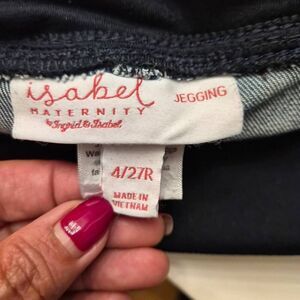 isabel
MATERNITY
by Ingrid & Isabel
JEGGING
4/27R
MADE IN
VIETNAM